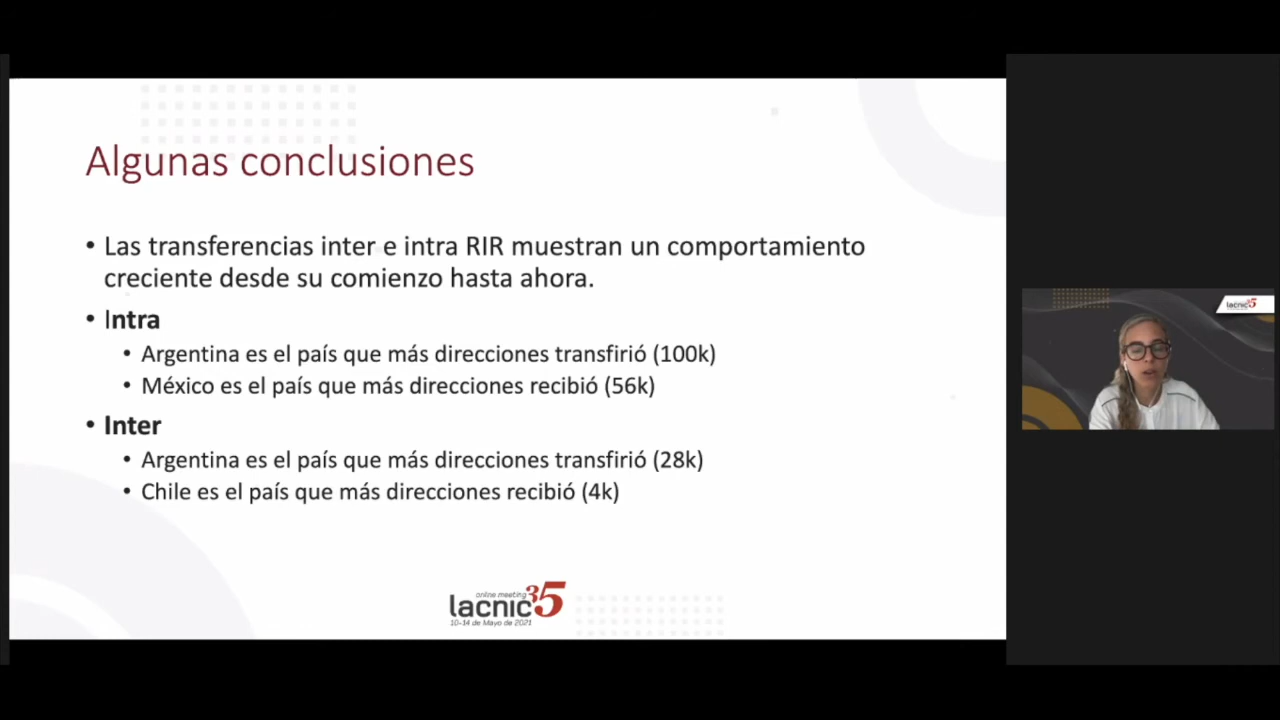 Algunas conclusiones
• Las transferencias inter e intra RIR muestran un comportamiento
creciente desde su comienzo hasta ahora.
• Intra
• Argentina es el país que más direcciones transfirió (100k)
• México es el país que más direcciones recibió (56k)
• Inter
• Argentina es el país que más direcciones transfirió (28k)
• Chile es el país que más direcciones recibió (4k)
online meeting
lacnic35
10-14 de Mayo de 2021
lacnic35